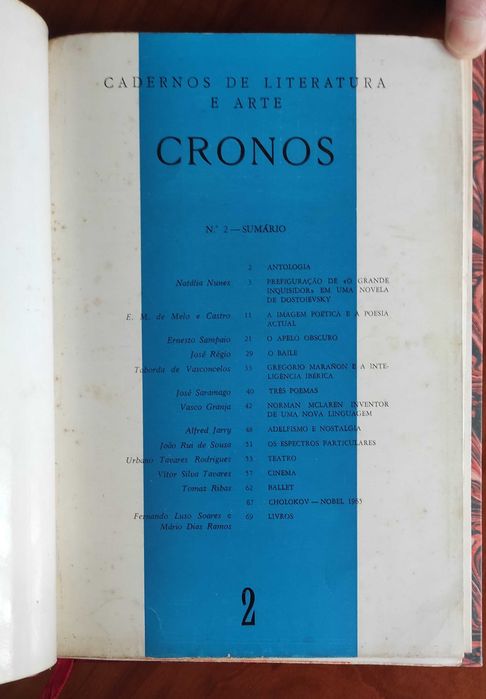 CADERNOS DE LITERATURA
E ARTE
CRONOS
N.º 2 — SUMÁRIO
2 ANTOLOGIA
Natália Nunes 3 PREFIGURAÇÃO DE «O GRANDE
INQUISIDOR» EM UMA NOVELA
DE DOSTOIEVSKY
E. M. de Melo e Castro 11 A IMAGEM POÉTICA E A POESIA
ACTUAL
Ernesto Sampaio 21 O APELO OBSCURO
José Régio 29 O BAILE
Taborda de Vasconcelos 33 GREGORIO MARAÑON E A INTE-
LIGÊNCIA IBÉRICA
José Saramago 40 TRÊS POEMAS
Vasco Granja 42 NORMAN MCLAREN INVENTOR
DE UMA NOVA LINGUAGEM
Alfred Jarry 48 ADELFISMO E NOSTALGIA
João Rui de Sousa 51 OS ESPECTROS PARTICULARES
Urbano Tavares Rodrigues 53 TEATRO
Vítor Silva Tavares 57 CINEMA
Tomaz Ribas 62 BALLET
67 CHOLOKOV — NOBEL 1965
Fernando Luso Soares e 69 LIVROS
Mário Dias Ramos
2